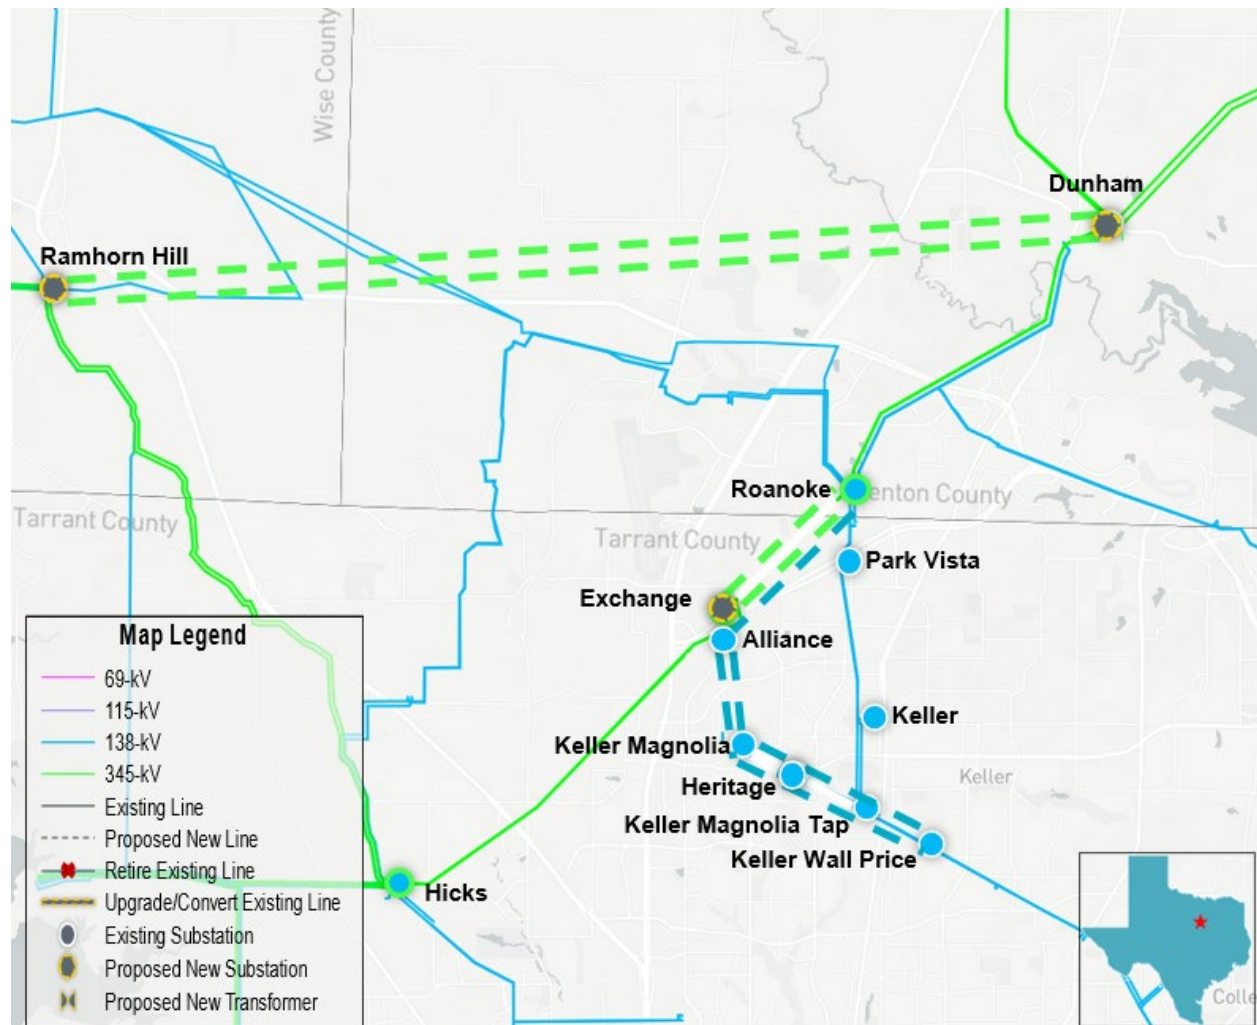 Wise County
Dunham
Ramhorn Hill
Roanoke
enton County
Tarrant County
Tarrant County
Park Vista
Exchange
Alliance
Keller
Keller Magnolia
Heritage
Keller
Keller Magnolia Tap
Keller Wall Price
Hicks
Map Legend
69-kV
115-kV
138-kV
345-kV
Existing Line
Proposed New Line
Retire Existing Line
Upgrade/Convert Existing Line
Existing Substation
Proposed New Substation
Proposed New Transformer
Colle